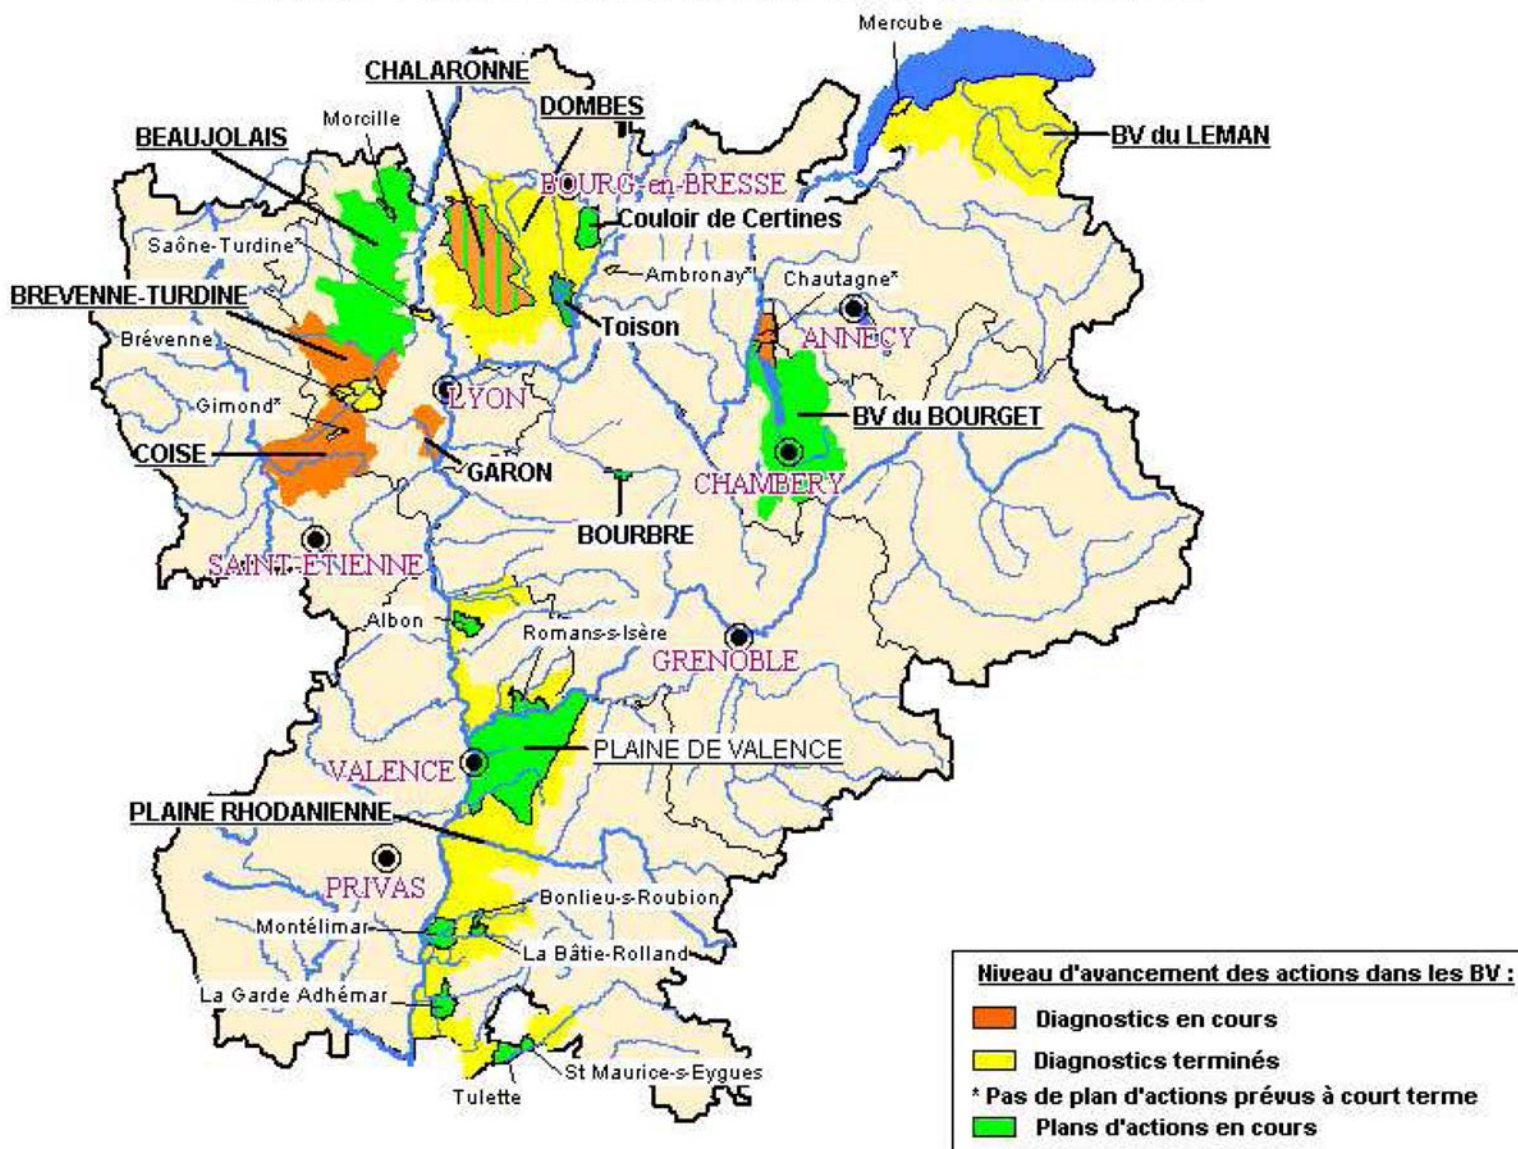 Mercube
CHALARONNE
DOMBES
Morcille
BEAUJOLAIS
BV du LEMAN
BOURG-en-BRESSE
Couloir de Certines
Saône-Turdine*
Ambronay*
Chautagne*
BREVENNE-TURDINE
Toison
ANNECY
Brévenne
LYON
Gimond*
BV du BOURGET
COISE
GARON
CHAMBERY
BOURBRE
SAINT-ETIENNE
Albon
Romans-s-Isère
GRENOBLE
PLAINE DE VALENCE
VALENCE
PLAINE RHODANIENNE
PRIVAS
Bonlieu-s-Roubion
Montélimar
La Bâtie-Rolland
La Garde Adhémar
St Maurice-s-Eygues
Tulette
Niveau d'avancement des actions dans les BV :
Diagnostics en cours
Diagnostics terminés
* Pas de plan d'actions prévus à court terme
Plans d'actions en cours